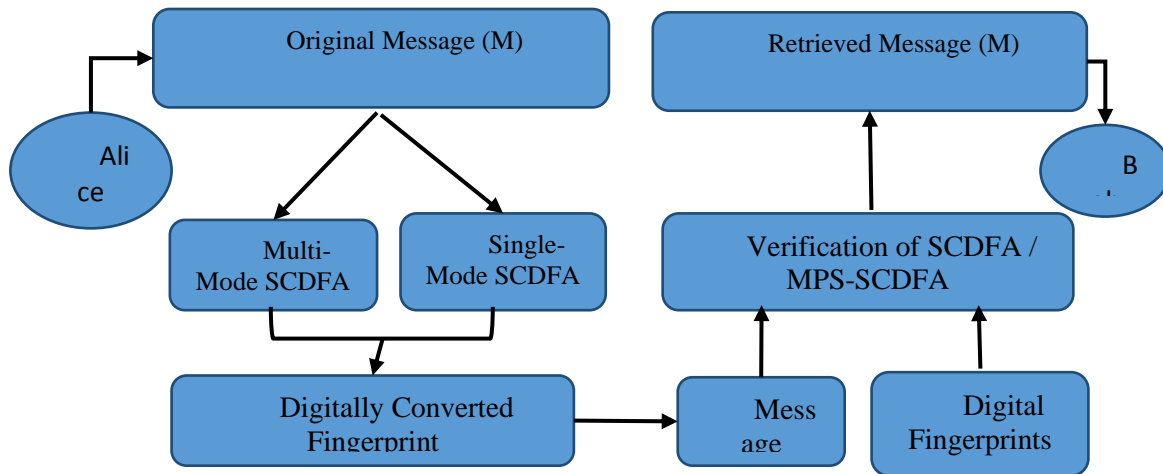 Original Message (M)
Retrieved Message (M)
Ali
ce
B
Multi-
Mode SCDFA
Single-
Mode SCDFA
Verification of SCDFA /
MPS-SCDFA
Digitally Converted
Fingerprint
Mess
age
Digital
Fingerprints